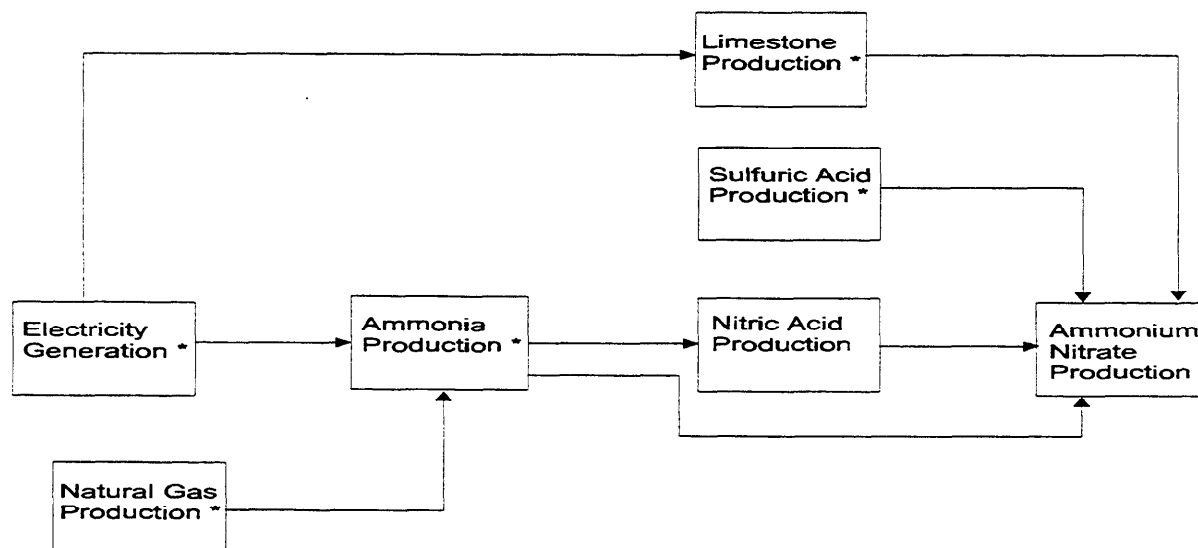 Limestone
Production *
Sulfuric Acid
Production *
Electricity
Generation *
Ammonia
Production *
Nitric Acid
Production
Ammonium
Nitrate
Production
Natural Gas
Production *